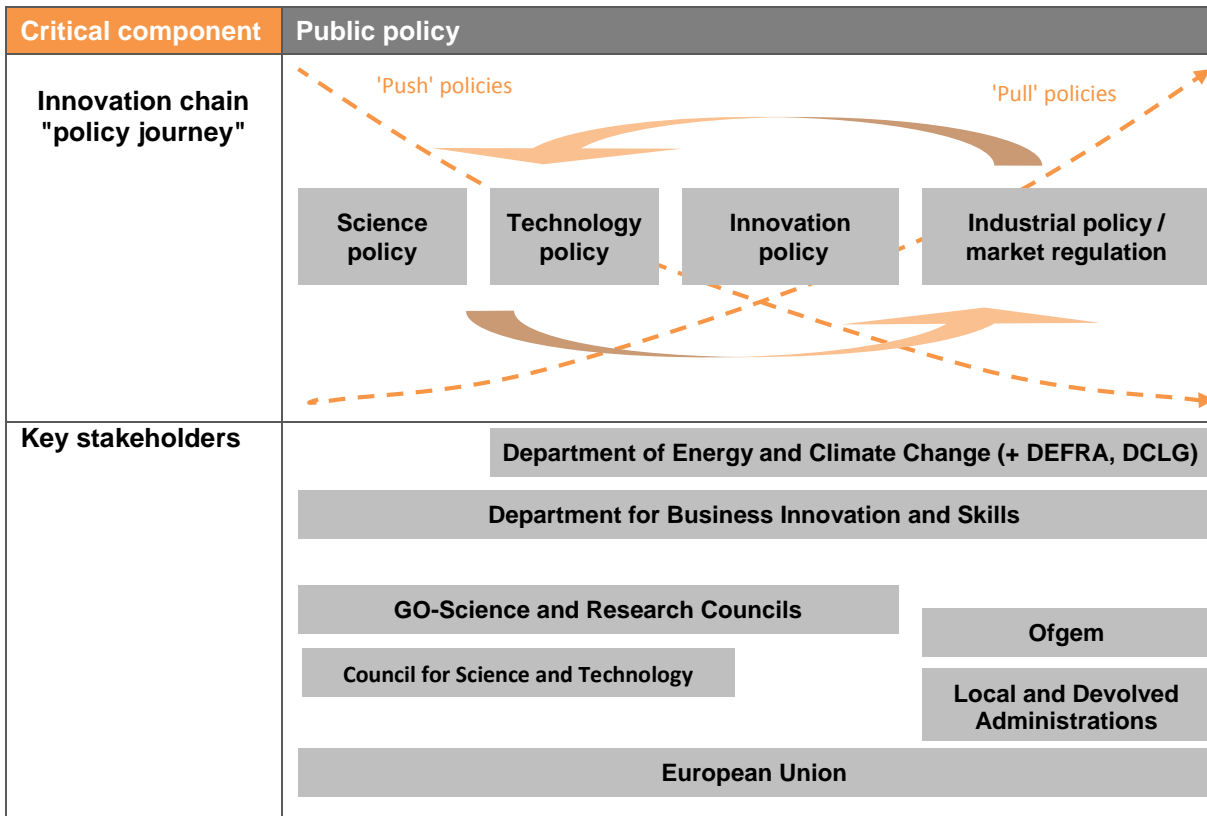 Critical component
Public policy
Innovation chain
"policy journey"
'Push' policies
'Pull' policies
Science
policy
Technology
policy
Innovation
policy
Industrial policy /
market regulation
Key stakeholders
Department of Energy and Climate Change (+ DEFRA, DCLG)
Department for Business Innovation and Skills
GO-Science and Research Councils
Ofgem
Council for Science and Technology
Local and Devolved
Administrations
European Union